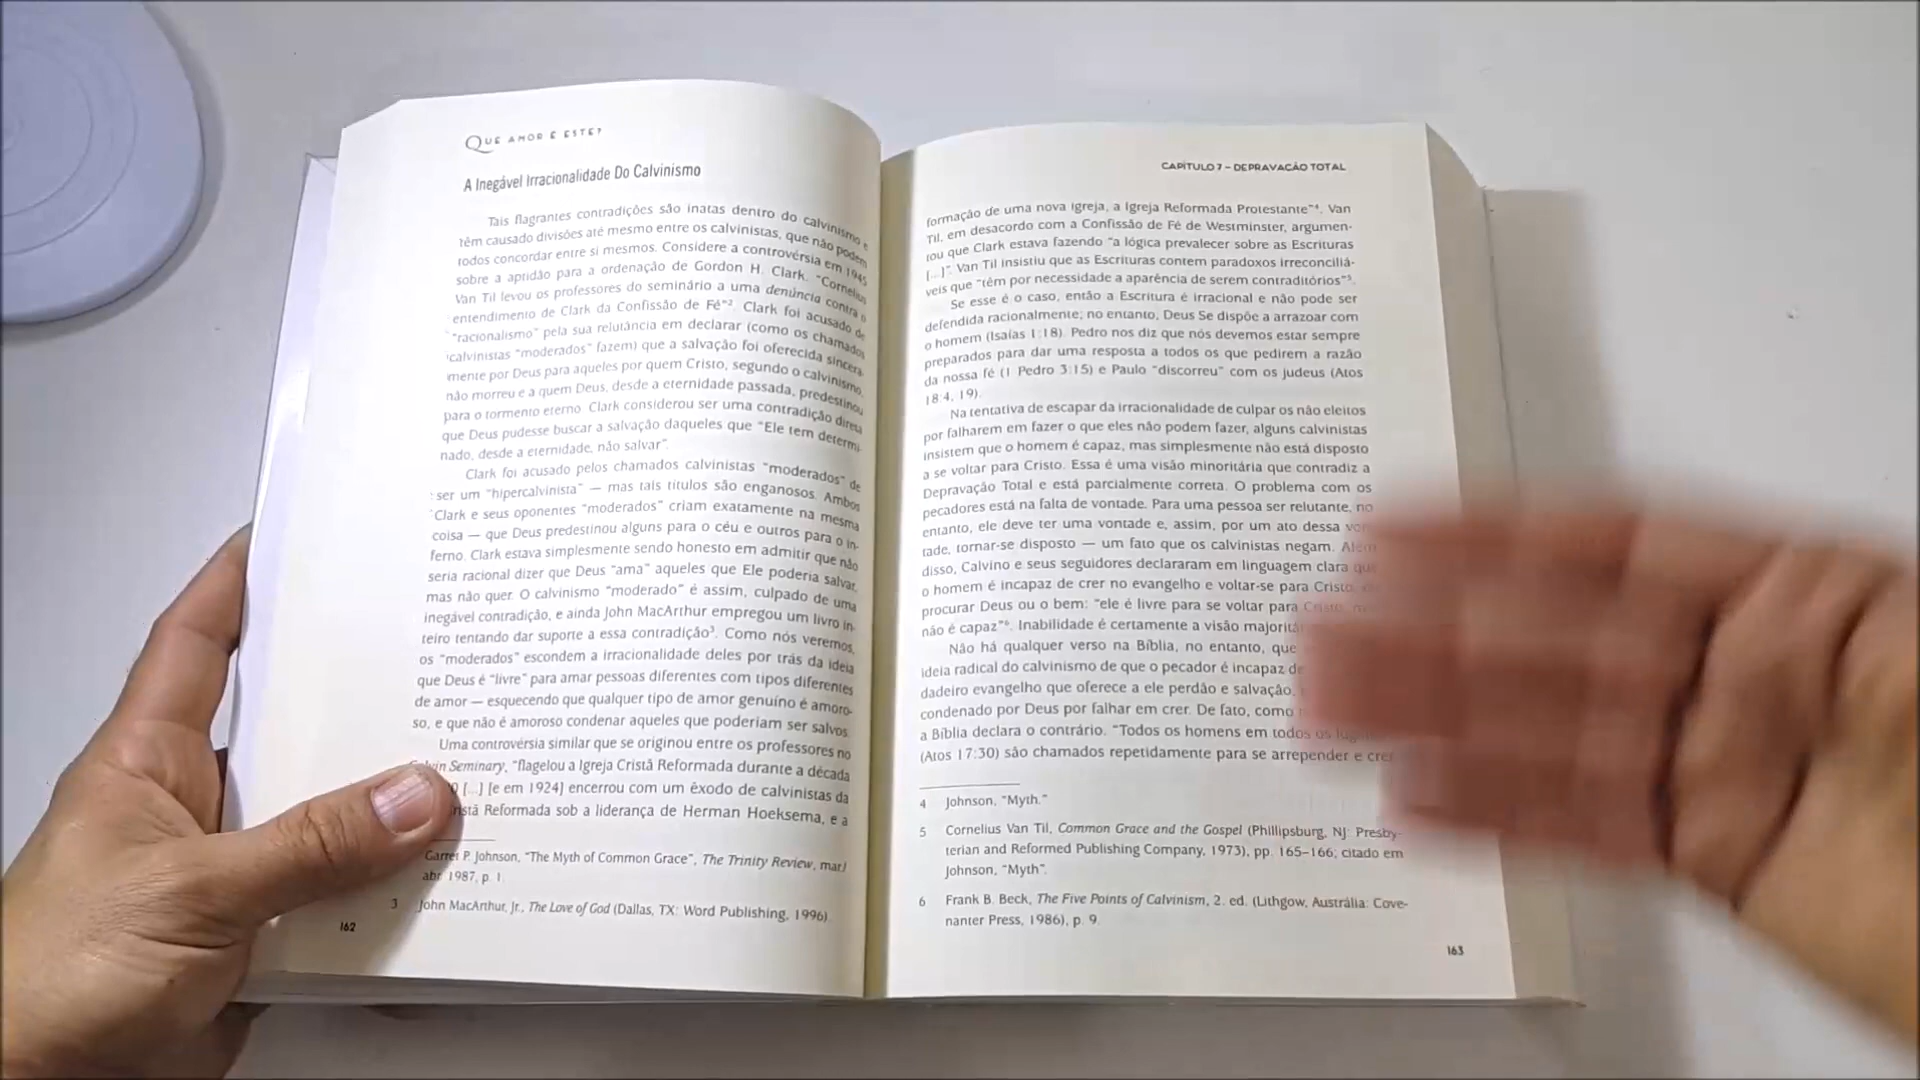 QUE AMOR É ESTE?
A Inegável Irracionalidade Do Calvinismo
Tais flagrantes contradições são inatas dentro do calvinismo e
têm causado divisões até mesmo entre os calvinistas, que não podem
todos concordar entre si mesmos. Considere a controvérsia em 1945
sobre a aptidão para a ordenação de Gordon H. Clark. “Cornelius
Van Til levou os professores do seminário a uma denúncia contra o
entendimento de Clark da Confissão de Fé”². Clark foi acusado de
“racionalismo” pela sua relutância em declarar (como os chamados
calvinistas “moderados” fazem) que a salvação foi oferecida sincera-
mente por Deus para aqueles por quem Cristo, segundo o calvinismo,
não morreu e a quem Deus, desde a eternidade passada, predestinou
para o tormento eterno. Clark considerou ser uma contradição direta
que Deus pudesse buscar a salvação daqueles que “Ele tem determi-
nado, desde a eternidade, não salvar”.
Clark foi acusado pelos chamados calvinistas “moderados” de
ser um “hipercalvinista” — mas tais títulos são enganosos. Ambos
Clark e seus oponentes “moderados” criam exatamente na mesma
coisa — que Deus predestinou alguns para o céu e outros para o in-
ferno. Clark estava simplesmente sendo honesto em admitir que não
seria racional dizer que Deus “ama” aqueles que Ele poderia salvar,
mas não quer. O calvinismo “moderado” é assim, culpado de uma
inegável contradição, e ainda John MacArthur empregou um livro in-
teiro tentando dar suporte a essa contradição³. Como nós veremos,
os “moderados” escondem a irracionalidade deles por trás da ideia
que Deus é “livre” para amar pessoas diferentes com tipos diferentes
de amor — esquecendo que qualquer tipo de amor genuíno é amoro-
so, e que não é amoroso condenar aqueles que poderiam ser salvos.
Uma controvérsia similar que se originou entre os professores no
Calvin Seminary, “flagelou a Igreja Cristã Reformada durante a década
[...] [e em 1924] encerrou com um êxodo de calvinistas da
Reformada sob a liderança de Herman Hoeksema, e a
Garret P. Johnson, “The Myth of Common Grace”, The Trinity Review, mar/
abr 1987, p. 1
3 John MacArthur, Jr., The Love of God (Dallas, TX: Word Publishing, 1996)
162
CAPÍTULO 7 – DEPRAVAÇÃO TOTAL
formação de uma nova igreja, a Igreja Reformada Protestante”⁴. Van
Til, em desacordo com a Confissão de Fé de Westminster, argumen-
tou que Clark estava fazendo “a lógica prevalecer sobre as Escrituras
[...]”. Van Til insistiu que as Escrituras contem paradoxos irreconciliá-
veis que “têm por necessidade a aparência de serem contraditórios”⁵.
Se esse é o caso, então a Escritura é irracional e não pode ser
defendida racionalmente; no entanto, Deus Se dispõe a arrazoar com
o homem (Isaías 1:18). Pedro nos diz que nós devemos estar sempre
preparados para dar uma resposta a todos os que pedirem a razão
da nossa fé (1 Pedro 3:15) e Paulo “discorreu” com os judeus (Atos
18:4, 19).
Na tentativa de escapar da irracionalidade de culpar os não eleitos
por falharem em fazer o que eles não podem fazer, alguns calvinistas
insistem que o homem é capaz, mas simplesmente não está disposto
a se voltar para Cristo. Essa é uma visão minoritária que contradiz a
Depravação Total e está parcialmente correta. O problema com os
pecadores está na falta de vontade. Para uma pessoa ser relutante, no
entanto, ele deve ter uma vontade e, assim, por um ato dessa von-
tade, tornar-se disposto — um fato que os calvinistas negam. Além
disso, Calvino e seus seguidores declararam em linguagem clara que
o homem é incapaz de crer no evangelho e voltar-se para Cristo,
procurar Deus ou o bem: “ele é livre para se voltar para Cristo,
não é capaz”⁶. Inabilidade é certamente a visão
Não há qualquer verso na Bíblia, no entanto, que
ideia radical do calvinismo de que o pecador é incapaz de
dadeiro evangelho que oferece a ele perdão e salvação,
condenado por Deus por falhar em crer. De fato, como
a Bíblia declara o contrário. “Todos os homens em todos os
(Atos 17:30) são chamados repetidamente para se arrepender e crer
4 Johnson, “Myth.”
5 Cornelius Van Til, Common Grace and the Gospel (Phillipsburg, NJ: Presby-
terian and Reformed Publishing Company, 1973), pp. 165–166; citado em
Johnson, “Myth”.
6 Frank B. Beck, The Five Points of Calvinism, 2. ed. (Lithgow, Austrália: Cove-
nanter Press, 1986), p. 9.
163